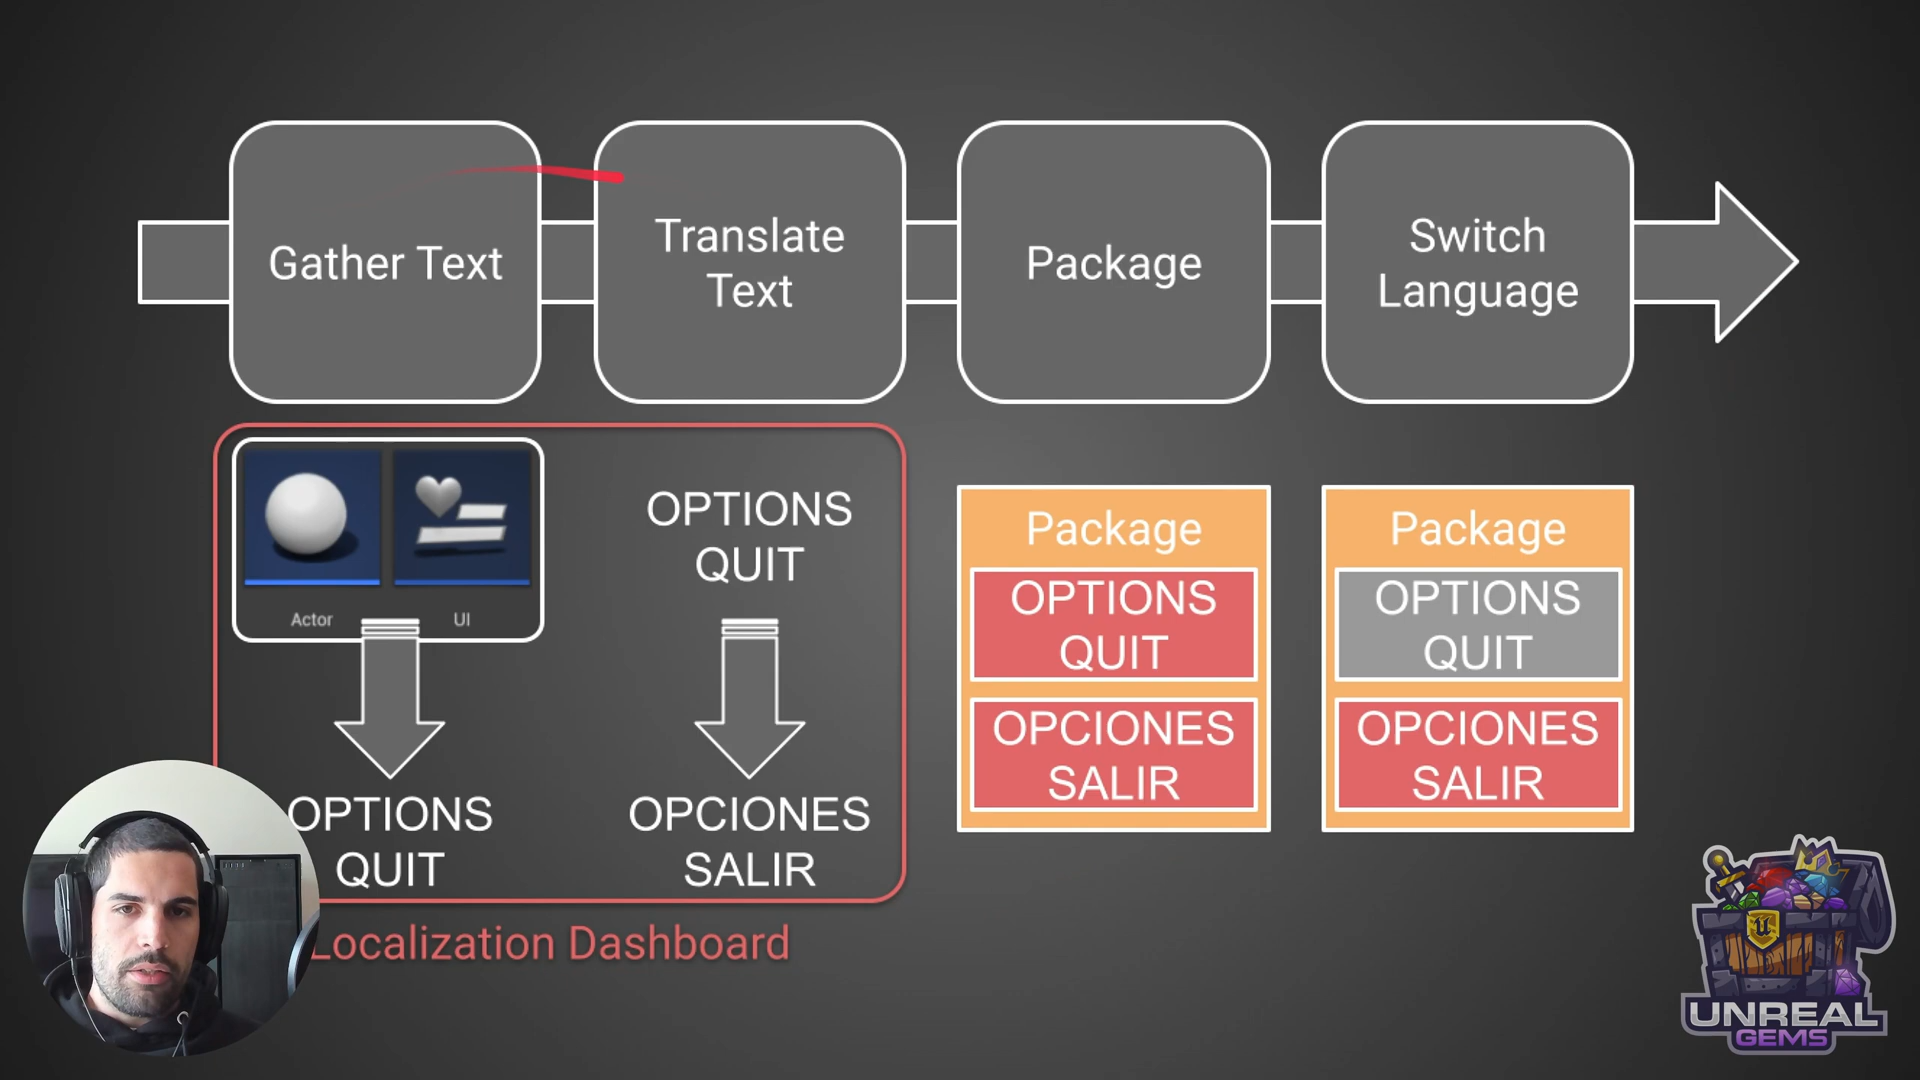 Gather Text
Translate
Text
Package
Switch
Language
Actor
UI
OPTIONS
QUIT
OPTIONS
QUIT
OPCIONES
SALIR
Package
OPTIONS
QUIT
OPCIONES
SALIR
Package
OPTIONS
QUIT
OPCIONES
SALIR
Localization Dashboard
UNREAL
GEMS